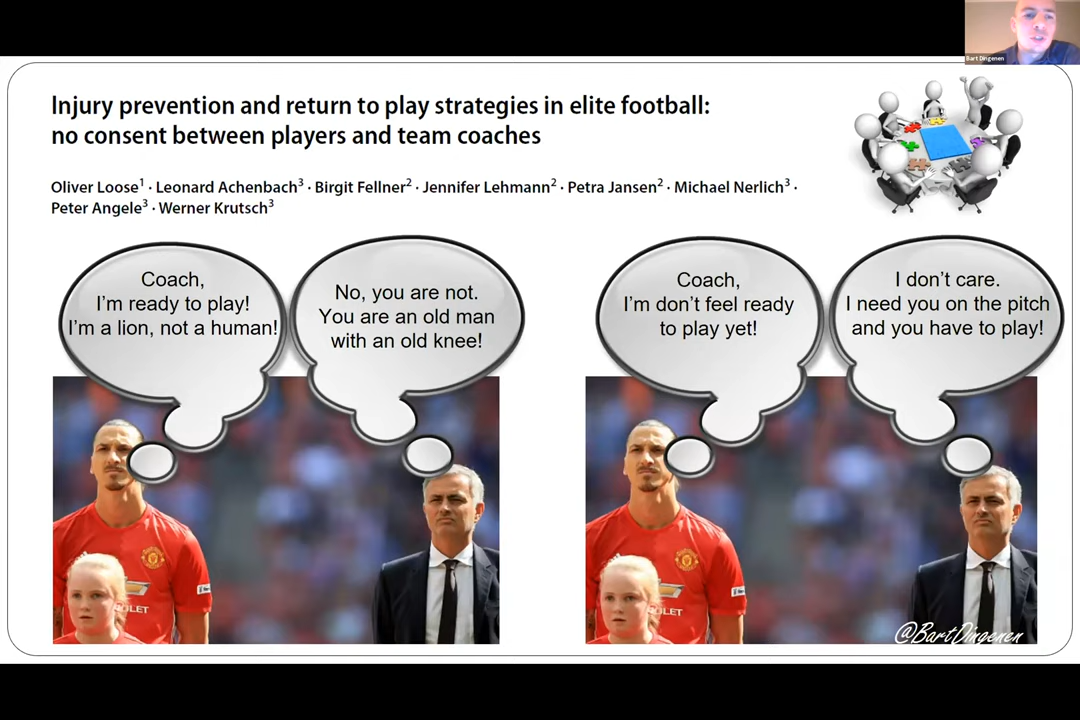 Bart Dingenen
Injury prevention and return to play strategies in elite football:
no consent between players and team coaches
Oliver Loose¹ · Leonard Achenbach³ · Birgit Fellner² · Jennifer Lehmann² · Petra Jansen² · Michael Nerlich³ ·
Peter Angele³ · Werner Krutsch³
Coach,
I'm ready to play!
I'm a lion, not a human!
No, you are not.
You are an old man
with an old knee!
Coach,
I'm don't feel ready
to play yet!
I don't care.
I need you on the pitch
and you have to play!
@BartDingenen